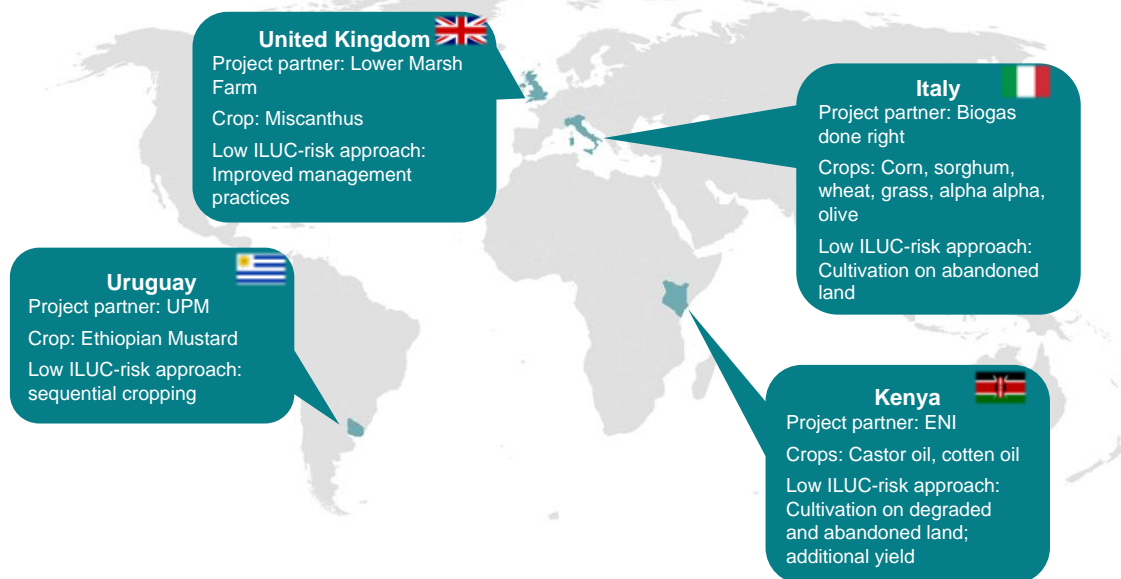 United Kingdom
Project partner: Lower Marsh
Farm
Crop: Miscanthus
Low ILUC-risk approach:
Improved management
practices
Italy
Project partner: Biogas
done right
Crops: Corn, sorghum,
wheat, grass, alpha alpha,
olive
Low ILUC-risk approach:
Cultivation on abandoned
land
Uruguay
Project partner: UPM
Crop: Ethiopian Mustard
Low ILUC-risk approach:
sequential cropping
Kenya
Project partner: ENI
Crops: Castor oil, cotten oil
Low ILUC-risk approach:
Cultivation on degraded
and abandoned land;
additional yield